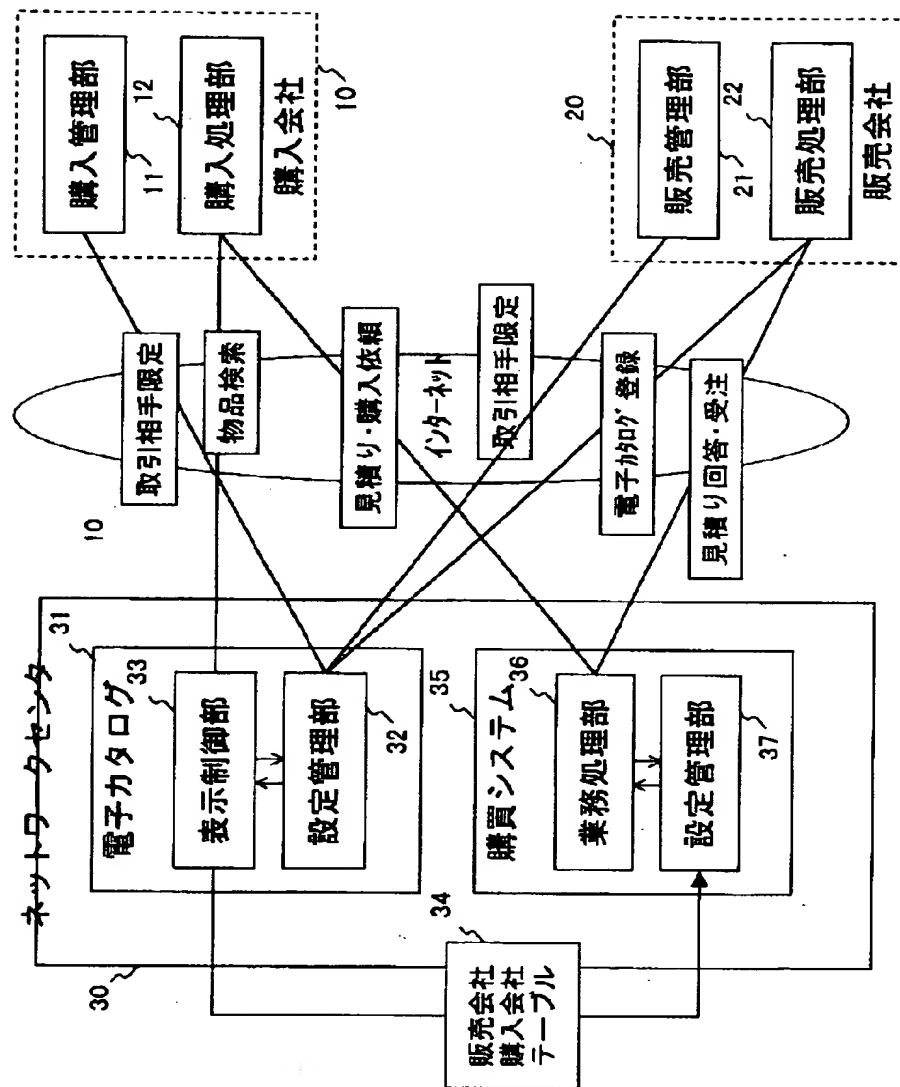 ネットワークセンタ
30
電子カタログ
31
表示制御部
33
設定管理部
32
販売会社
購入会社
テーブル
34
購買システム
35
業務処理部
36
設定管理部
37
10
取引相手限定
物品検索
見積り・購入依頼
インターネット
取引相手限定
電子カタログ登録
見積り回答・受注
購入管理部
11
購入処理部
12
購入会社
10
20
販売管理部
21
販売処理部
22
販売会社